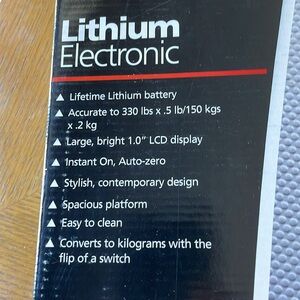 Lithium
Electronic
▲ Lifetime Lithium battery
▲ Accurate to 330 lbs x .5 lb/150 kgs
x .2 kg
▲ Large, bright 1.0" LCD display
▲ Instant On, Auto-zero
▲ Stylish, contemporary design
▲ Spacious platform
▲ Easy to clean
▲ Converts to kilograms with the
flip of a switch